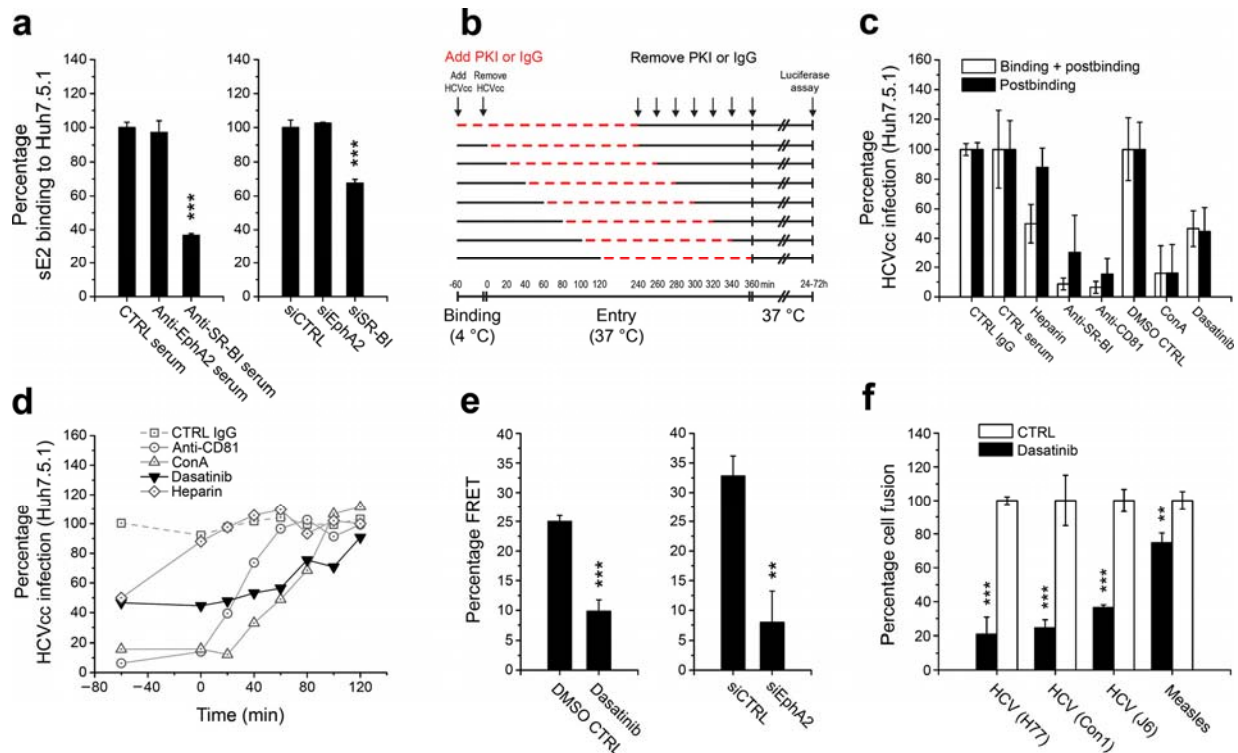 a
Percentage
sE2 binding to Huh7.5.1
140
120
100
80
60
40
20
0
***
CTRL serum
Anti-EphA2 serum
Anti-SR-BI serum
140
120
100
80
60
40
20
0
***
siCTRL
siEphA2
siSR-BI
b
Add PKI or IgG
Remove PKI or IgG
Add HCVcc
Remove HCVcc
Luciferase assay
-60 0 20 40 60 80 100 120 240 260 280 300 320 340 360 min 24-72h
Binding (4 °C)
Entry (37 °C)
37 °C
c
Percentage
HCVcc infection (Huh7.5.1)
160
140
120
100
80
60
40
20
0
Binding + postbinding
Postbinding
CTRL IgG
CTRL serum
Heparin
Anti-SR-BI
Anti-CD81
DMSO CTRL
ConA
Dasatinib
d
Percentage
HCVcc infection (Huh7.5.1)
160
140
120
100
80
60
40
20
0
CTRL IgG
Anti-CD81
ConA
Dasatinib
Heparin
−80 −40 0 40 80 120
Time (min)
e
Percentage FRET
40
35
30
25
20
15
10
5
0
***
DMSO CTRL
Dasatinib
40
35
30
25
20
15
10
5
0
**
siCTRL
siEphA2
f
Percentage cell fusion
160
140
120
100
80
60
40
20
0
CTRL
Dasatinib
***
***
***
**
HCV (H77)
HCV (Con1)
HCV (J6)
Measles